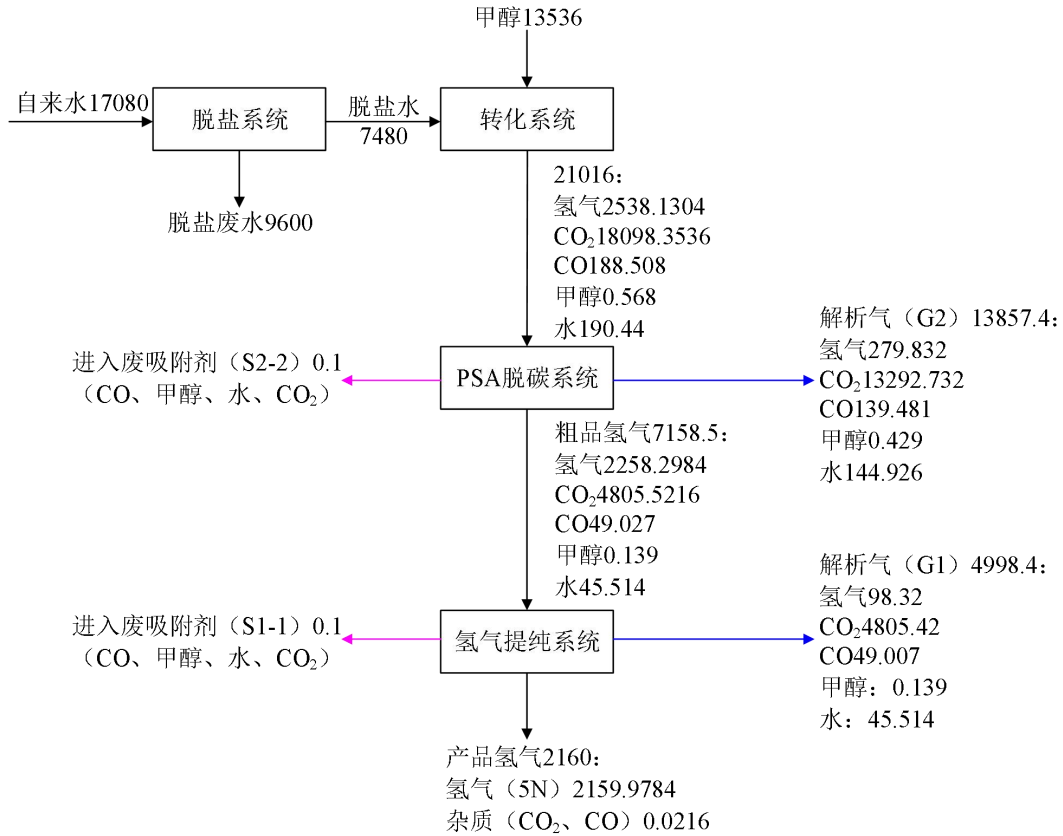 甲醇13536
自来水17080
脱盐系统
脱盐水
7480
转化系统
脱盐废水9600
21016：
氢气2538.1304
CO₂18098.3536
CO188.508
甲醇0.568
水190.44
进入废吸附剂（S2-2）0.1
（CO、甲醇、水、CO₂）
PSA脱碳系统
解析气（G2）13857.4：
氢气279.832
CO₂13292.732
CO139.481
甲醇0.429
水144.926
粗品氢气7158.5：
氢气2258.2984
CO₂4805.5216
CO49.027
甲醇0.139
水45.514
进入废吸附剂（S1-1）0.1
（CO、甲醇、水、CO₂）
氢气提纯系统
解析气（G1）4998.4：
氢气98.32
CO₂4805.42
CO49.007
甲醇：0.139
水：45.514
产品氢气2160：
氢气（5N）2159.9784
杂质（CO₂、CO）0.0216